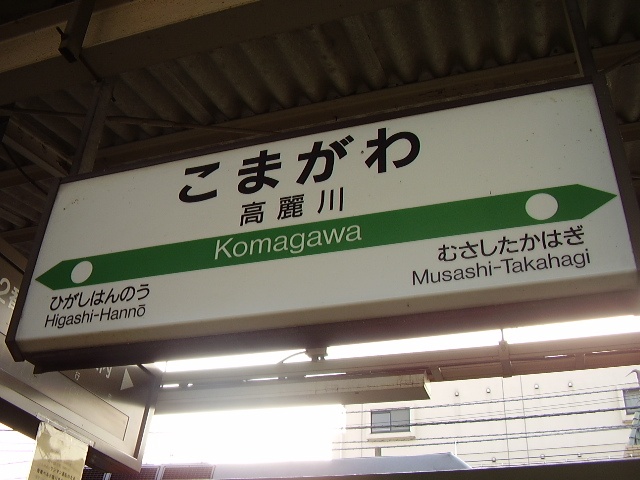 こまがわ
高麗川
Komagawa
ひがしはんのう
Higashi-Hannō
むさしたかはぎ
Musashi-Takahagi